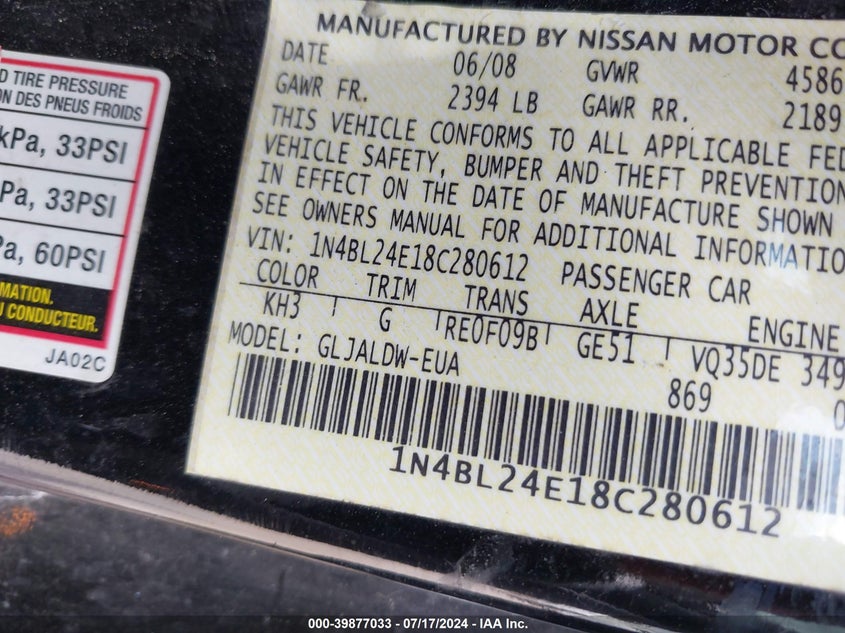 D TIRE PRESSURE
ON DES PNEUS FROIDS
kPa, 33PSI
Pa, 33PSI
Pa, 60PSI
MATION.
U CONDUCTEUR.
JA02C
MANUFACTURED BY NISSAN MOTOR CO
DATE 06/08 GVWR 4586
GAWR FR. 2394 LB GAWR RR. 2189
THIS VEHICLE CONFORMS TO ALL APPLICABLE FED
VEHICLE SAFETY, BUMPER AND THEFT PREVENTION
IN EFFECT ON THE DATE OF MANUFACTURE SHOWN
SEE OWNERS MANUAL FOR ADDITIONAL INFORMATIO
VIN: 1N4BL24E18C280612 PASSENGER CAR
COLOR TRIM TRANS AXLE ENGINE
KH3 G RE0F09B GE51 VQ35DE 349
MODEL: GLJALDW-EUA
869 0
1N4BL24E18C280612
000-39877033 / 07/17/2024 - IAA Inc.